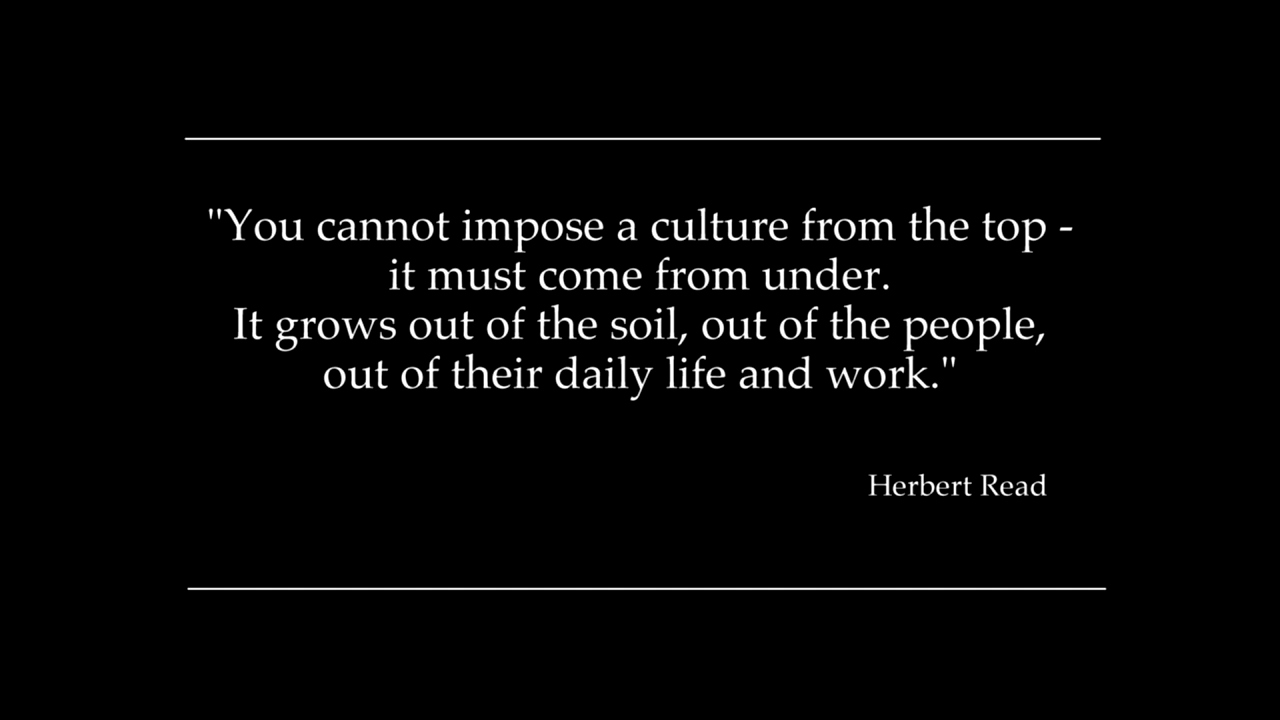 "You cannot impose a culture from the top -
it must come from under.
It grows out of the soil, out of the people,
out of their daily life and work."
Herbert Read